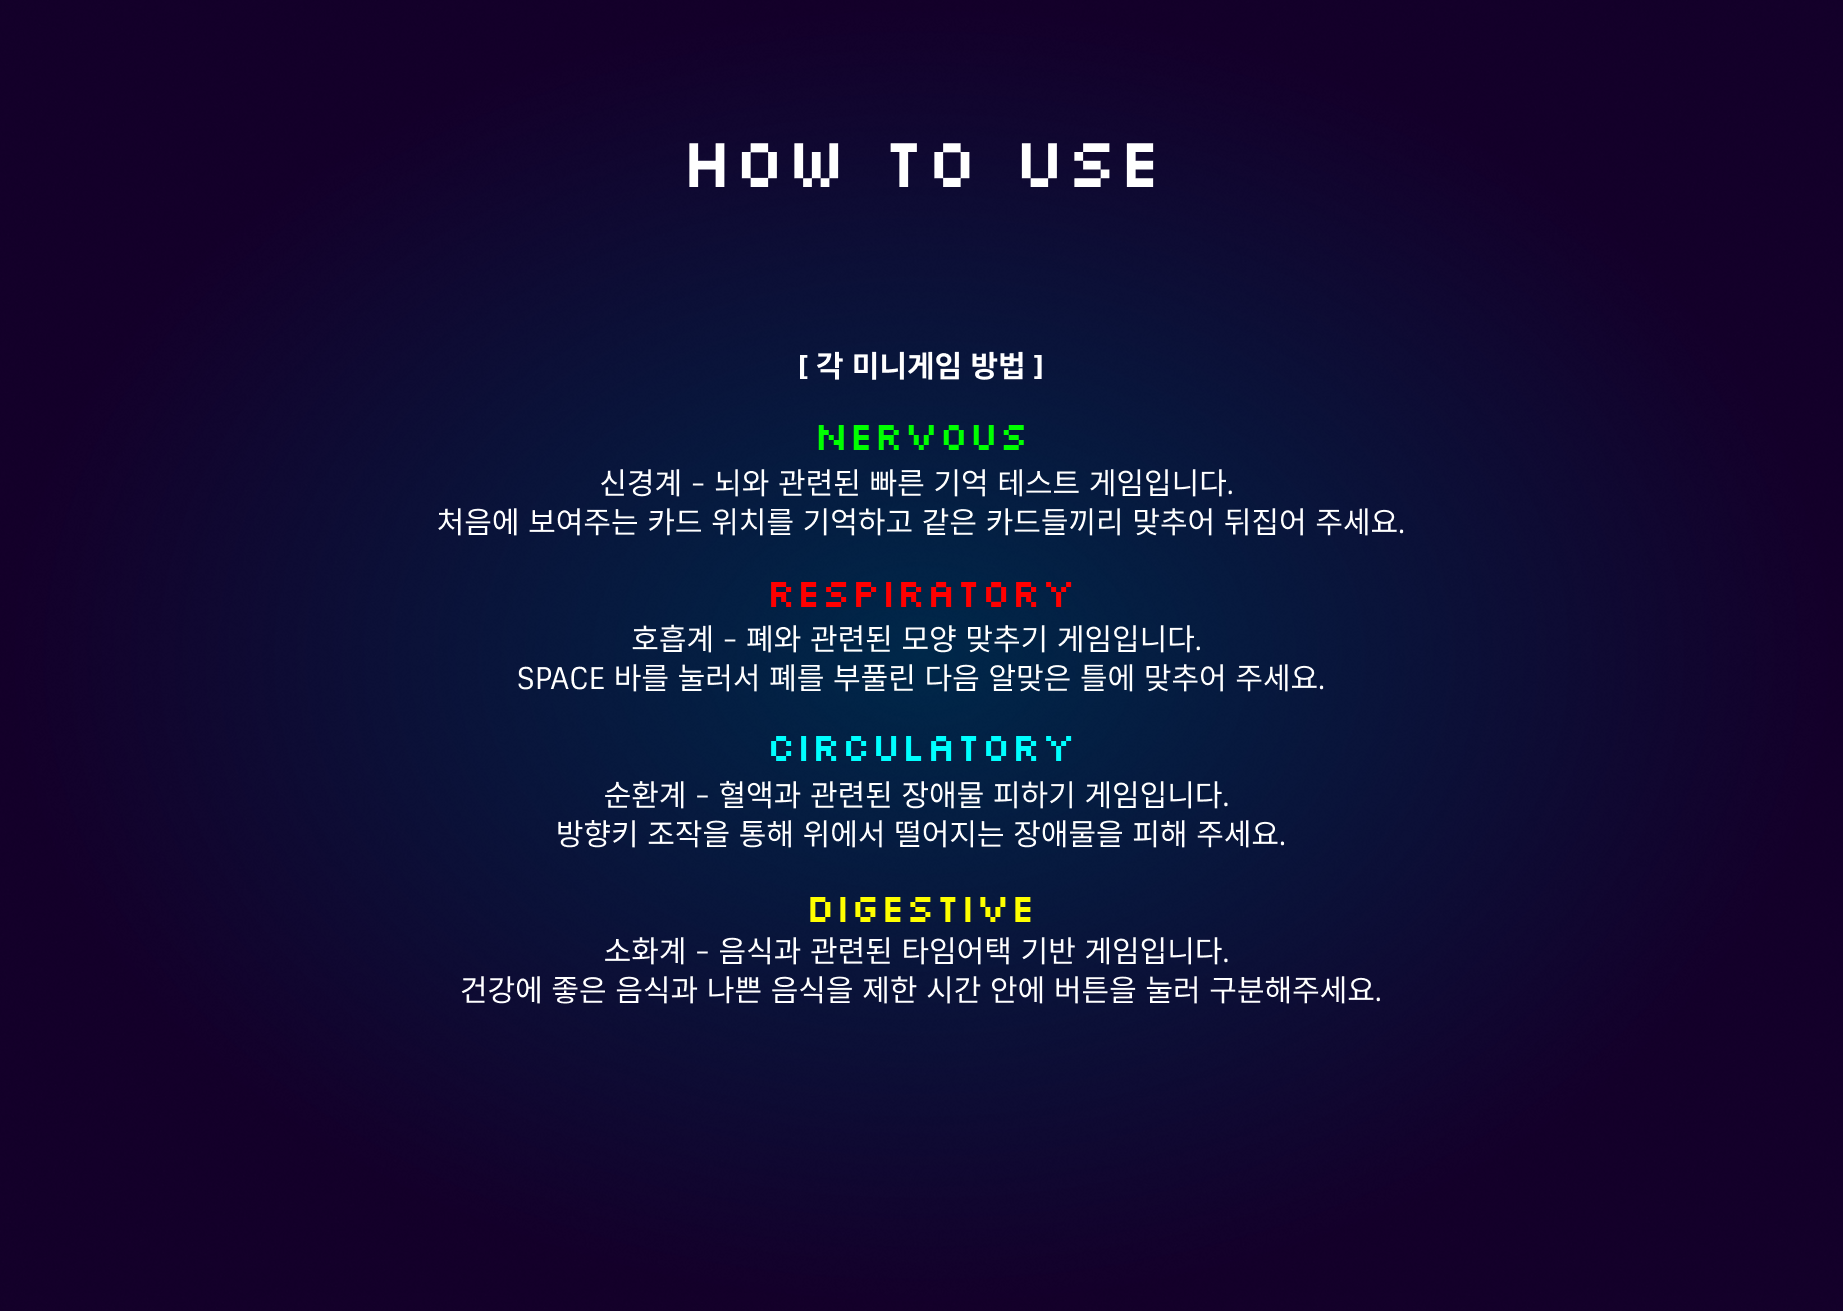 HOW TO USE
[ 각 미니게임 방법 ]
NERVOUS
신경계 - 뇌와 관련된 빠른 기억 테스트 게임입니다.
처음에 보여주는 카드 위치를 기억하고 같은 카드들끼리 맞추어 뒤집어 주세요.
RESPIRATORY
호흡계 - 폐와 관련된 모양 맞추기 게임입니다.
SPACE 바를 눌러서 폐를 부풀린 다음 알맞은 틀에 맞추어 주세요.
CIRCULATORY
순환계 - 혈액과 관련된 장애물 피하기 게임입니다.
방향키 조작을 통해 위에서 떨어지는 장애물을 피해 주세요.
DIGESTIVE
소화계 - 음식과 관련된 타임어택 기반 게임입니다.
건강에 좋은 음식과 나쁜 음식을 제한 시간 안에 버튼을 눌러 구분해주세요.